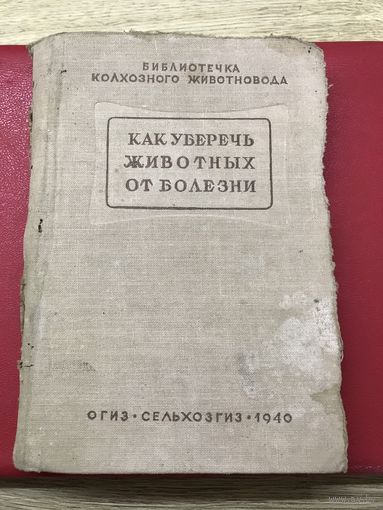 БИБЛИОТЕЧКА
КОЛХОЗНОГО ЖИВОТНОВОДА
КАК УБЕРЕЧЬ
ЖИВОТНЫХ
ОТ БОЛЕЗНИ
ОГИЗ • СЕЛЬХОЗГИЗ • 1940